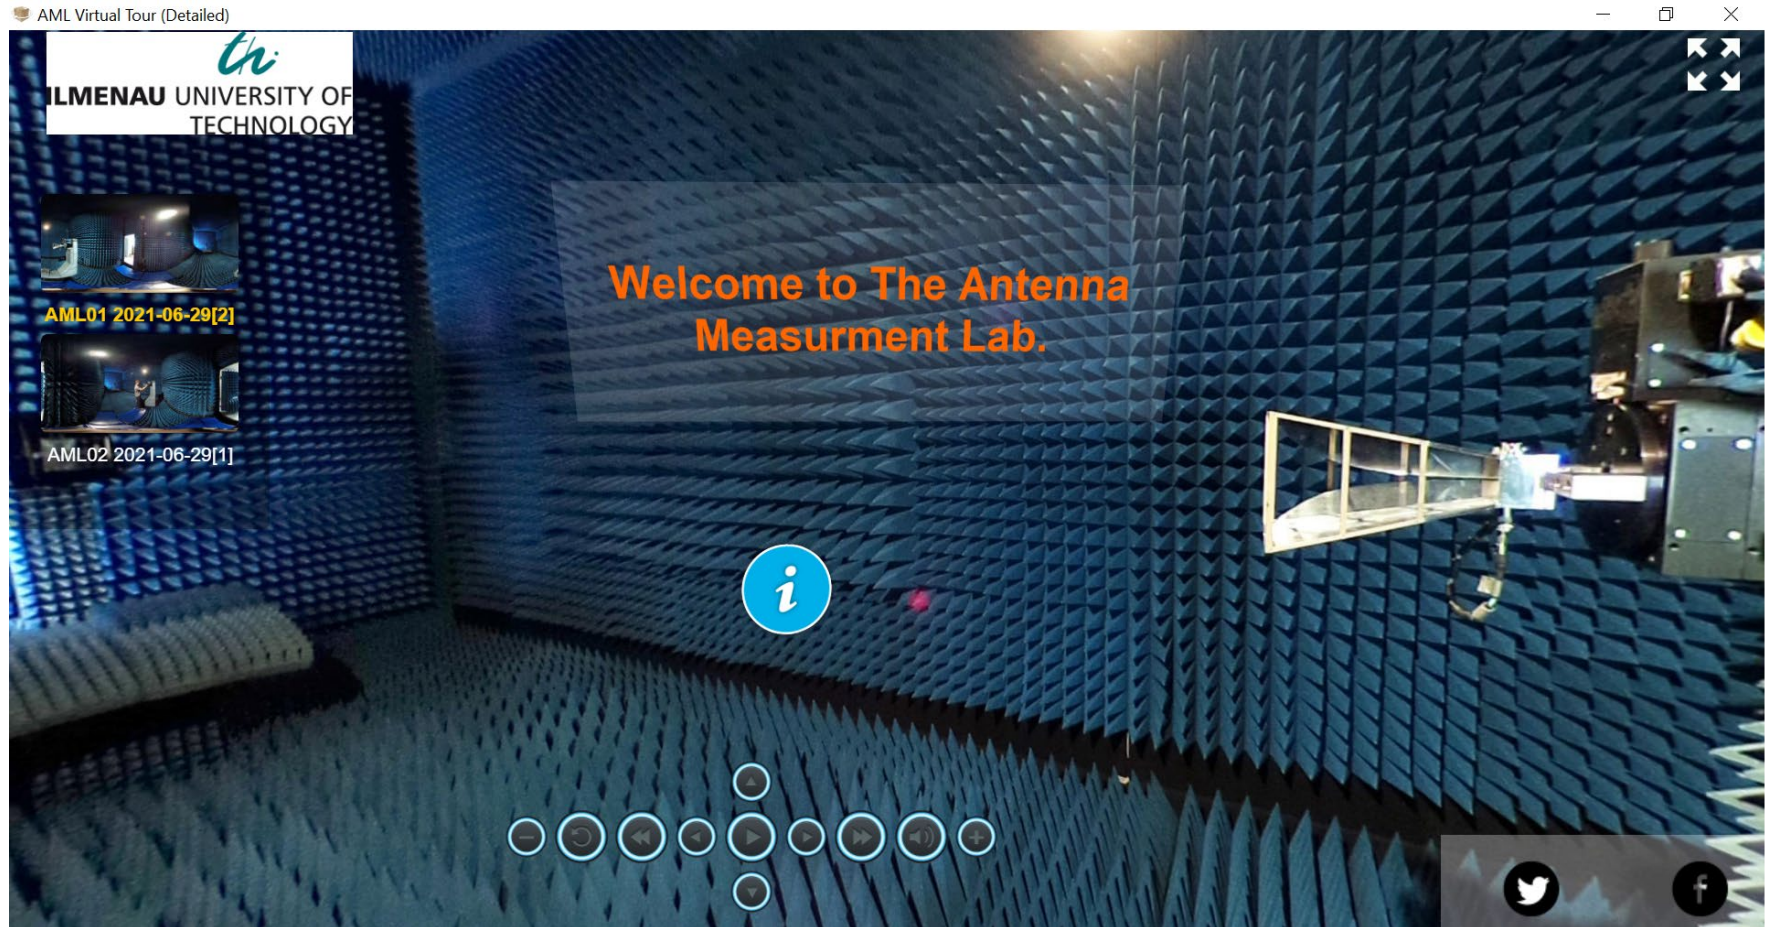 AML Virtual Tour (Detailed)
th
ILMENAU UNIVERSITY OF
TECHNOLOGY
AML01 2021-06-29[2]
AML02 2021-06-29[1]
Welcome to The Antenna
Measurment Lab.
i